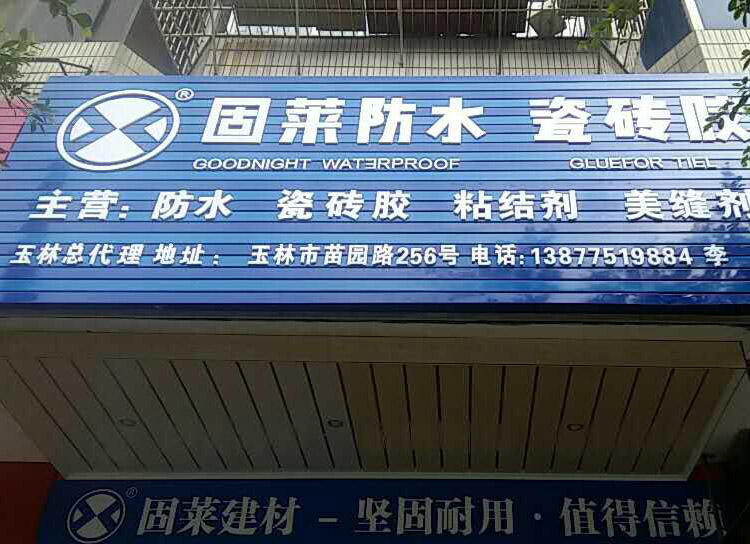 ® 固莱防水 瓷砖胶
GOODNIGHT WATƎRPROOF GLUEFOR TIEL
主营: 防水 瓷砖胶 粘结剂 美缝剂
玉林总代理 地址： 玉林市苗园路256号 电话: 13877519884 李
® 固莱建材 - 坚固耐用 · 值得信赖